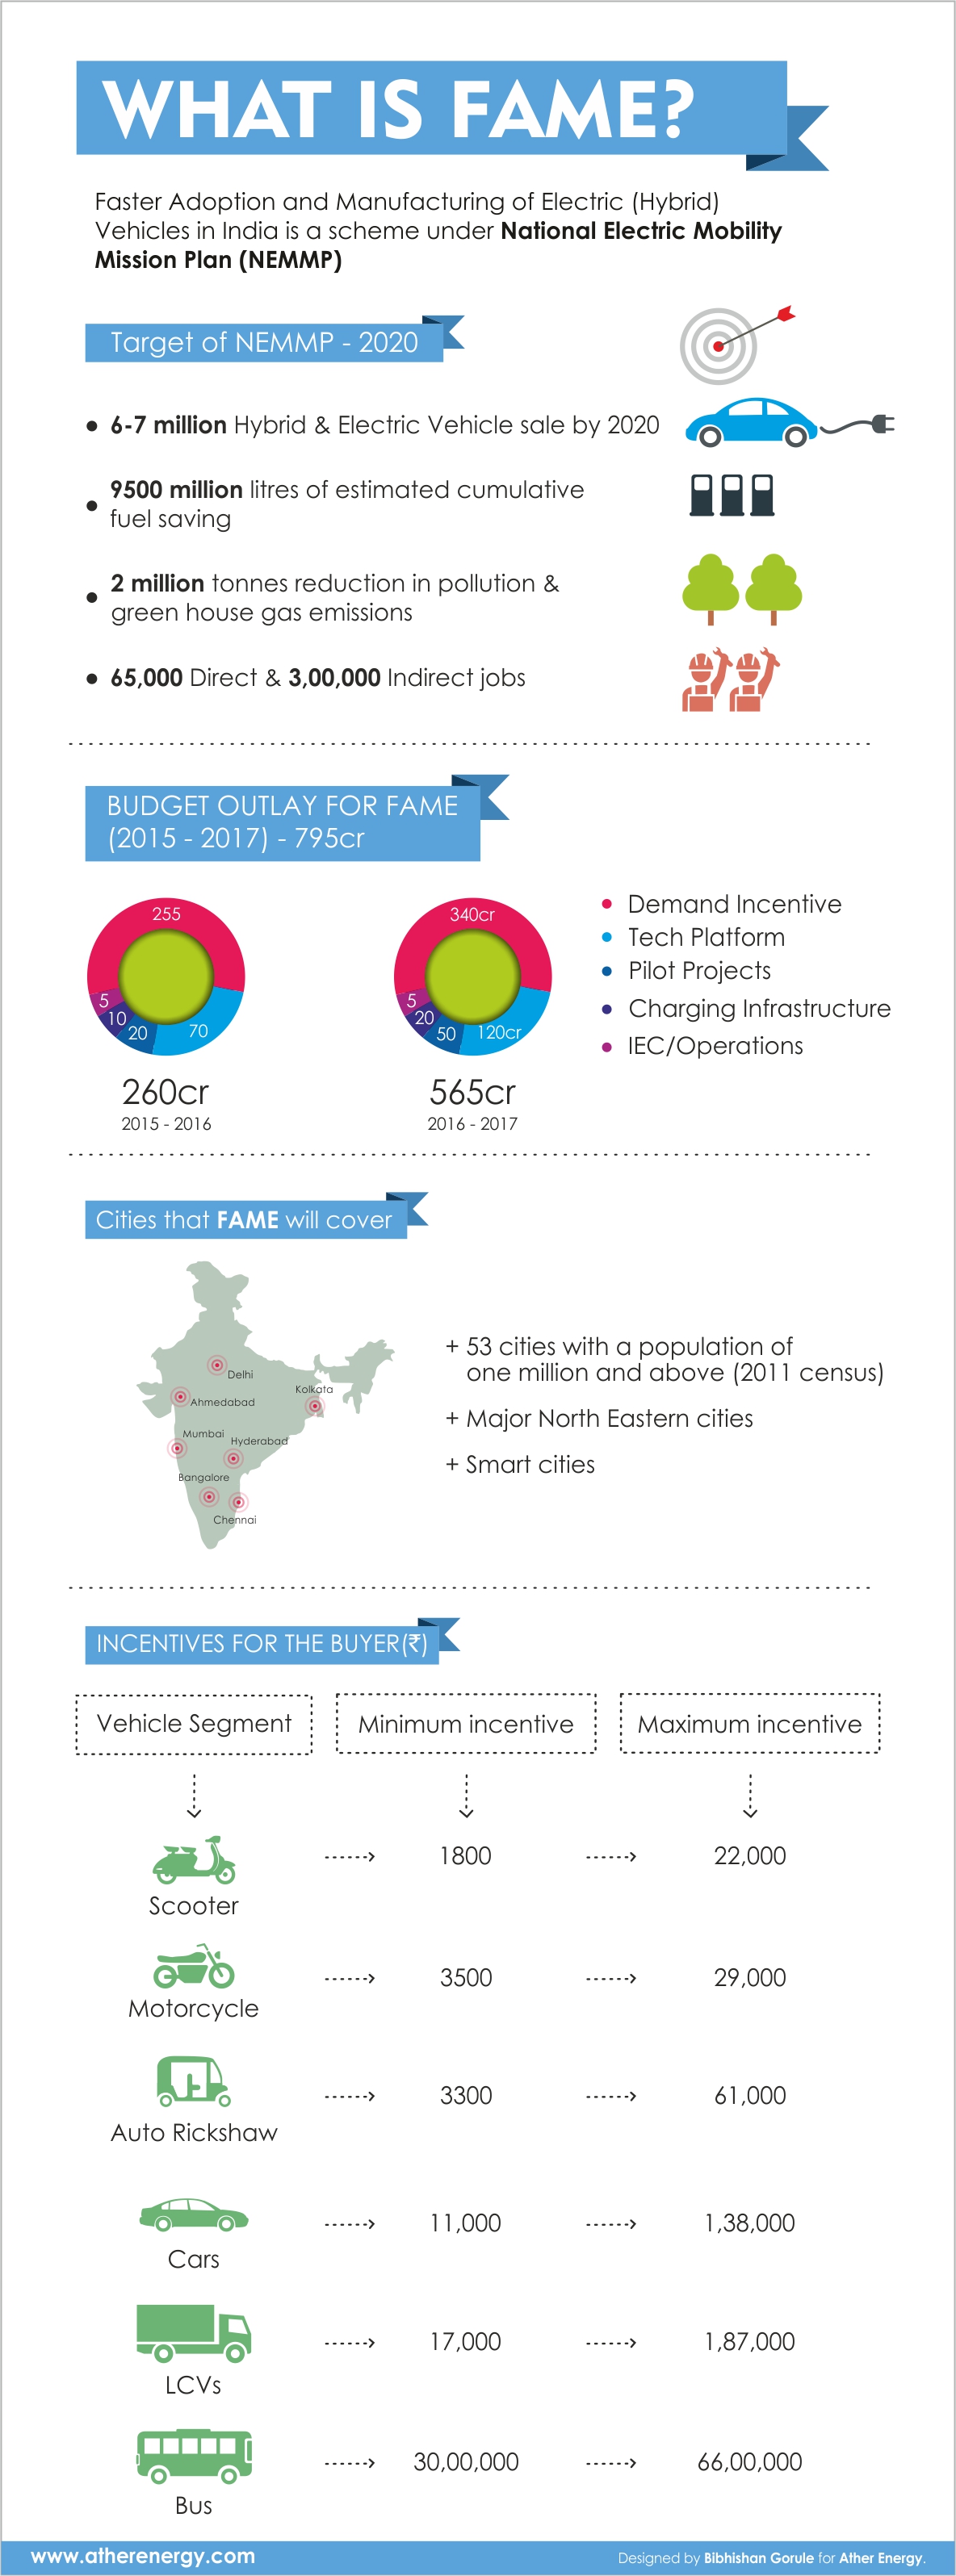 WHAT IS FAME?
Faster Adoption and Manufacturing of Electric (Hybrid)
Vehicles in India is a scheme under National Electric Mobility
Mission Plan (NEMMP)
Target of NEMMP - 2020
• 6-7 million Hybrid & Electric Vehicle sale by 2020
• 9500 million litres of estimated cumulative
fuel saving
• 2 million tonnes reduction in pollution &
green house gas emissions
• 65,000 Direct & 3,00,000 Indirect jobs
BUDGET OUTLAY FOR FAME
(2015 - 2017) - 795cr
255
5
10
20
70
260cr
2015 - 2016
340cr
5
20
50
120cr
565cr
2016 - 2017
• Demand Incentive
• Tech Platform
• Pilot Projects
• Charging Infrastructure
• IEC/Operations
Cities that FAME will cover
Delhi
Kolkata
Ahmedabad
Mumbai
Hyderabad
Bangalore
Chennai
+ 53 cities with a population of
one million and above (2011 census)
+ Major North Eastern cities
+ Smart cities
INCENTIVES FOR THE BUYER(₹)
Vehicle Segment Minimum incentive Maximum incentive
1800 22,000
Scooter
3500 29,000
Motorcycle
3300 61,000
Auto Rickshaw
11,000 1,38,000
Cars
17,000 1,87,000
LCVs
30,00,000 66,00,000
Bus
www.atherenergy.com
Designed by Bibhishan Gorule for Ather Energy.